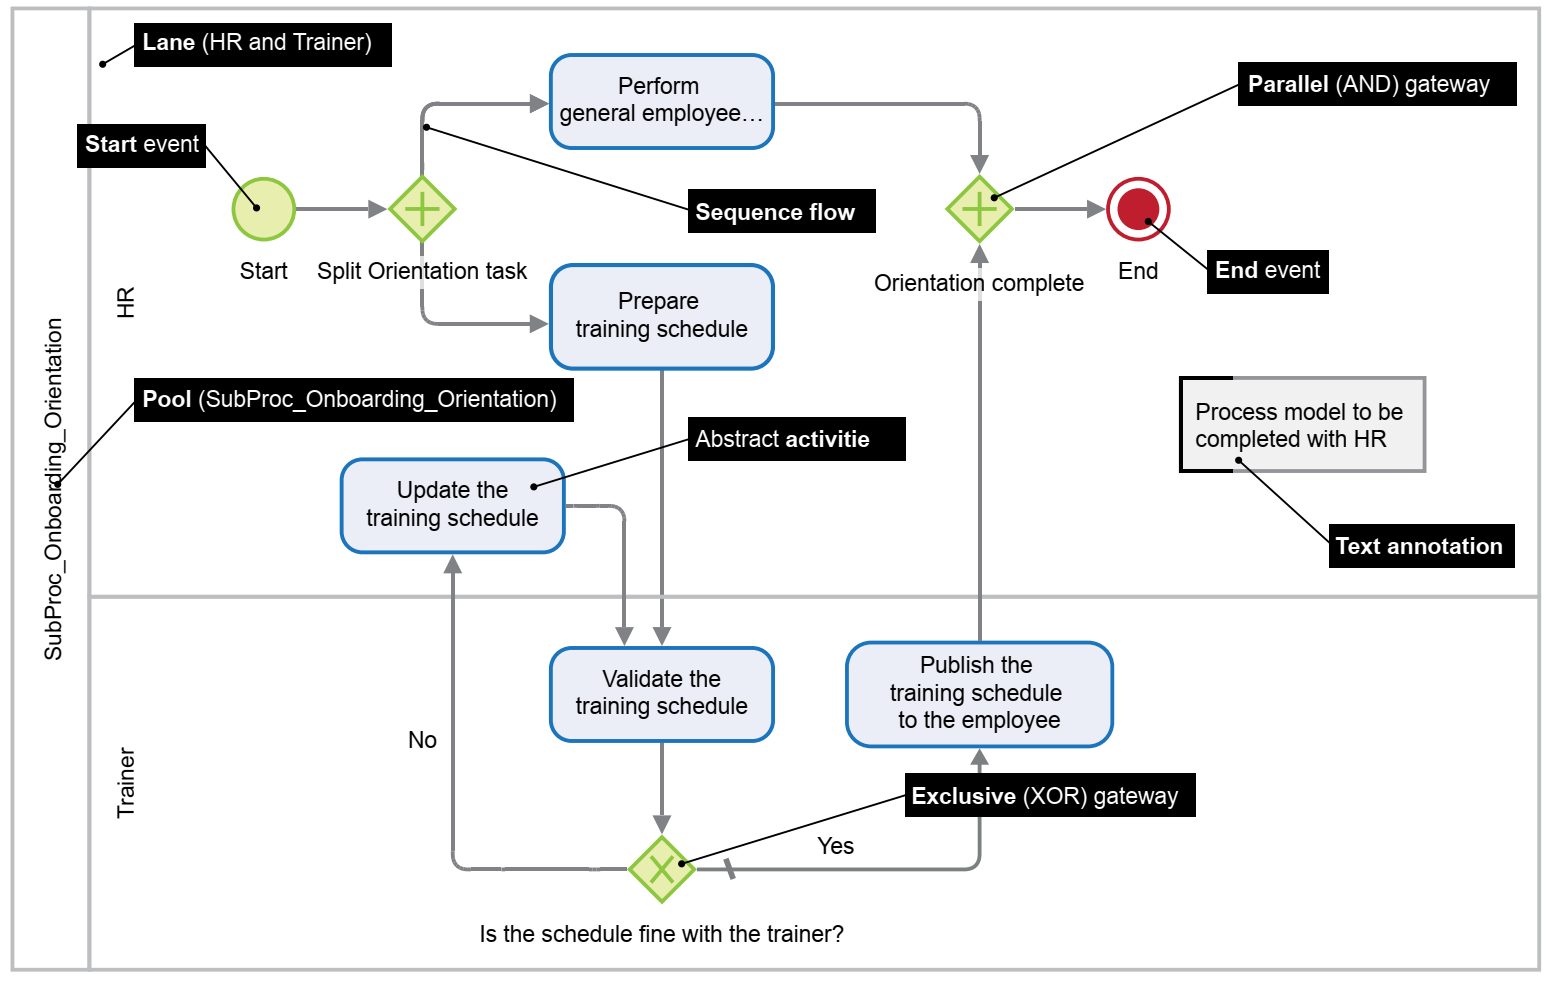 Lane (HR and Trainer)
Perform
general employee…
Parallel (AND) gateway
Start event
Sequence flow
Start
Split Orientation task
Orientation complete
End
End event
Prepare
training schedule
HR
SubProc_Onboarding_Orientation
Pool (SubProc_Onboarding_Orientation)
Process model to be
completed with HR
Abstract activitie
Update the
training schedule
Text annotation
Validate the
training schedule
Publish the
training schedule
to the employee
No
Trainer
Exclusive (XOR) gateway
Yes
Is the schedule fine with the trainer?